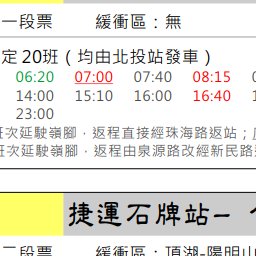 一段票 緩衝區：無
定 20班（均由北投站發車）
06:20 07:00 07:40 08:15
14:00 15:10 16:00 16:40
23:00
班次延駛嶺腳，返程直接經珠海路返站；
班次延駛嶺腳，返程由泉源路改經新民路
捷運石牌站－
二段票 緩衝區：頂湖-陽明山